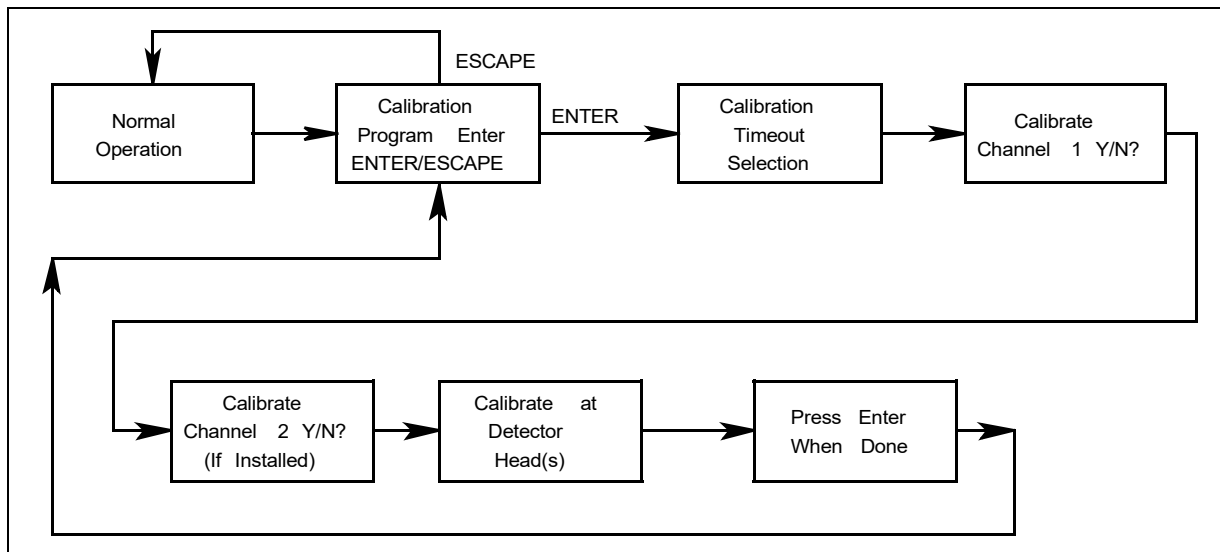 ESCAPE
Normal
Operation
Calibration
Program Enter
ENTER/ESCAPE
ENTER
Calibration
Timeout
Selection
Calibrate
Channel 1 Y/N?
Calibrate
Channel 2 Y/N?
(If Installed)
Calibrate at
Detector
Head(s)
Press Enter
When Done